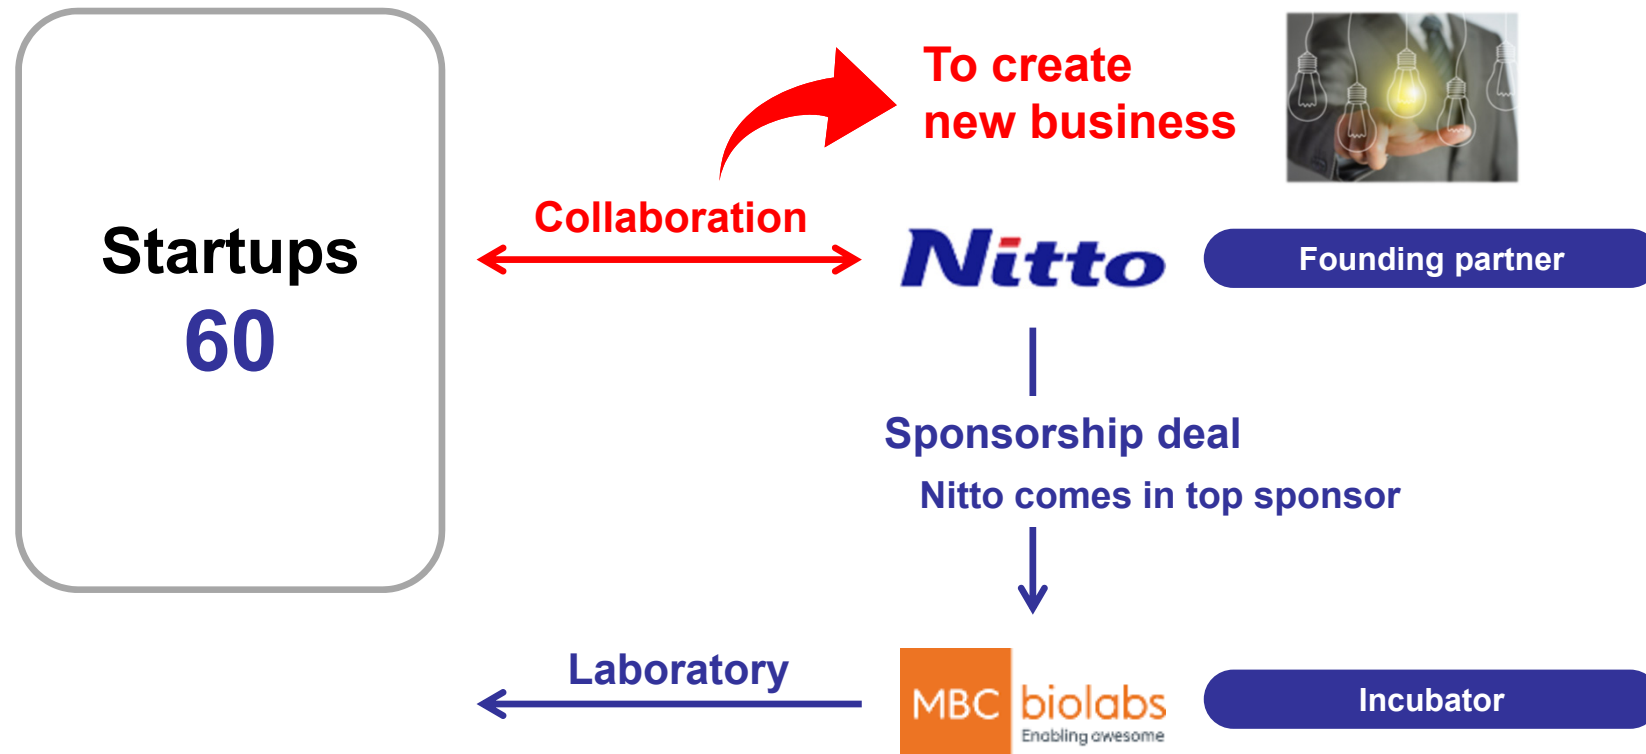 To create
new business
Collaboration
Startups
60
Nitto
Founding partner
Sponsorship deal
Nitto comes in top sponsor
Laboratory
MBC biolabs
Enabling awesome
Incubator